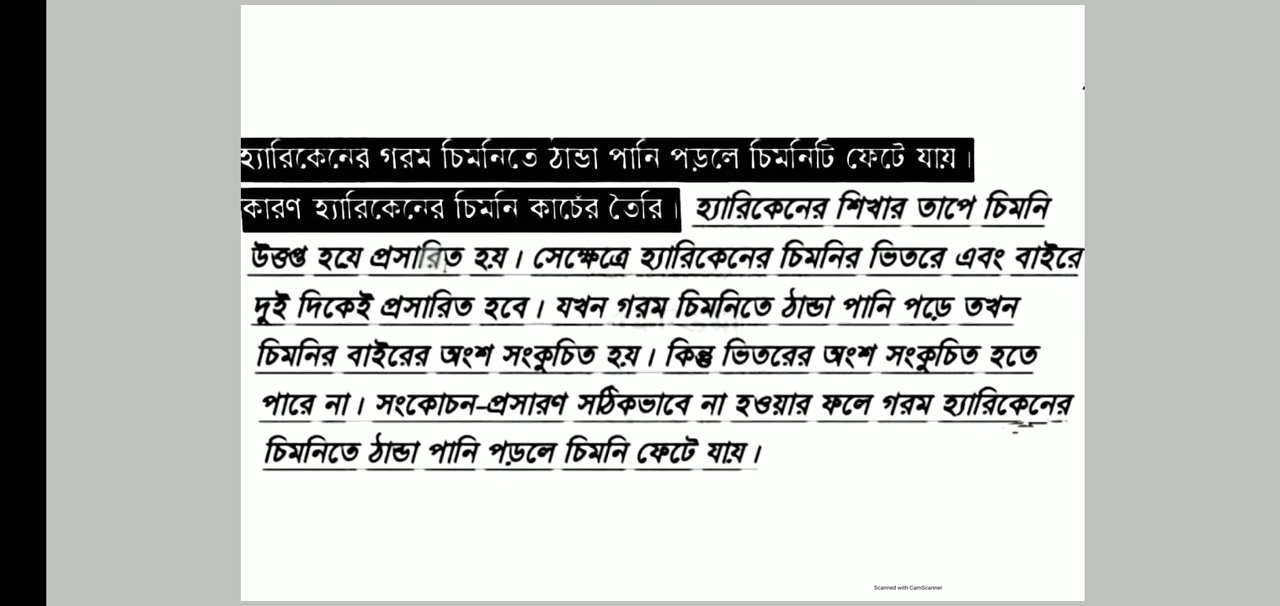 হ্যারিকেনের গরম চিমনিতে ঠান্ডা পানি পড়লে চিমনিটি ফেটে যায়।
কারণ হ্যারিকেনের চিমনি কাচেঁর তৈরি। হ্যারিকেনের শিখার তাপে চিমনি
উত্তপ্ত হযে প্রসারিত হয়। সেক্ষেত্রে হ্যারিকেনের চিমনির ভিতরে এবং বাইরে
দুই দিকেই প্রসারিত হবে। যখন গরম চিমনিতে ঠান্ডা পানি পড়ে তখন
চিমনির বাইরের অংশ সংকুচিত হয়। কিন্তু ভিতরের অংশ সংকুচিত হতে
পারে না। সংকোচন-প্রসারণ সঠিকভাবে না হওয়ার ফলে গরম হ্যারিকেনের
চিমনিতে ঠান্ডা পানি পড়লে চিমনি ফেটে যায়।
Scanned with CamScanner